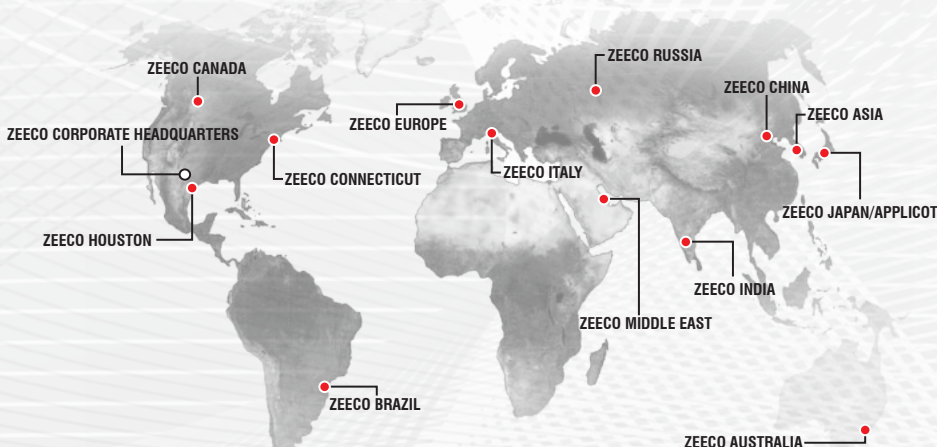 ZEECO RUSSIA
ZEECO CANADA
ZEECO CHINA
ZEECO ASIA
ZEECO EUROPE
ZEECO CORPORATE HEADQUARTERS
ZEECO ITALY
ZEECO CONNECTICUT
ZEECO JAPAN/APPLICOT
ZEECO HOUSTON
ZEECO INDIA
ZEECO MIDDLE EAST
ZEECO BRAZIL
ZEECO AUSTRALIA